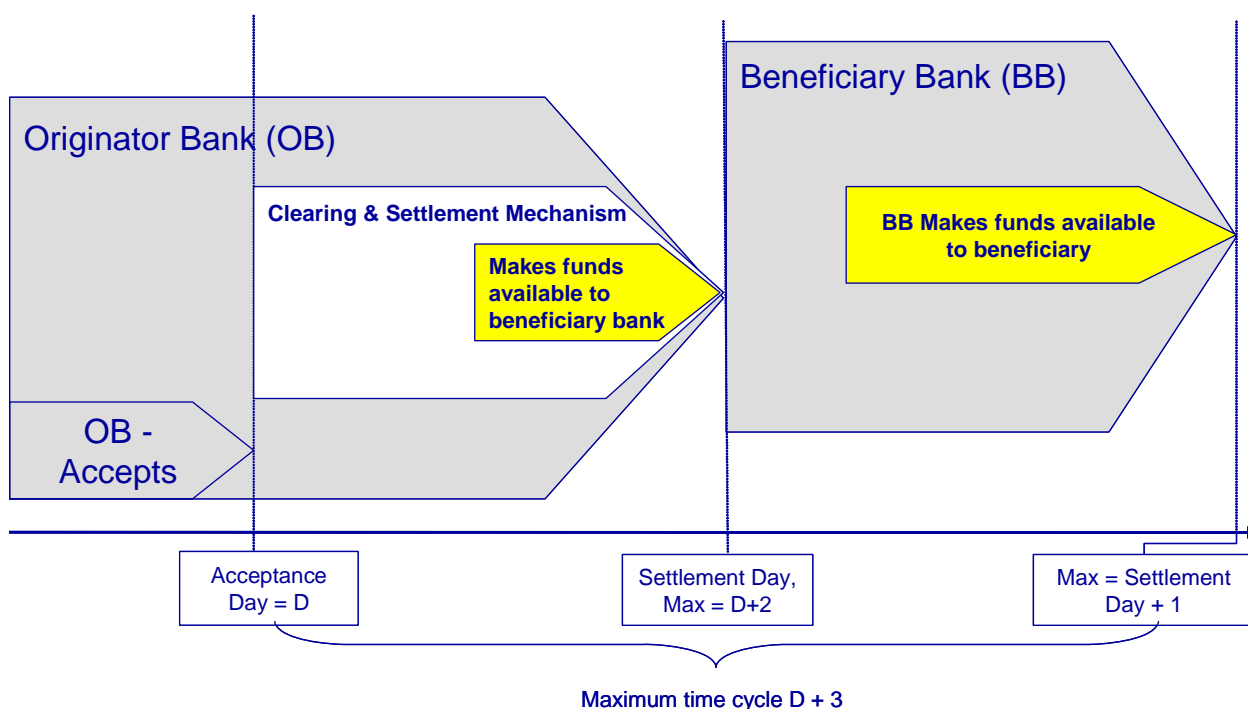 Beneficiary Bank (BB)
Originator Bank (OB)
Clearing & Settlement Mechanism
BB Makes funds available
to beneficiary
Makes funds
available to
beneficiary bank
OB -
Accepts
Acceptance
Day = D
Settlement Day,
Max = D+2
Max = Settlement
Day + 1
Maximum time cycle D + 3